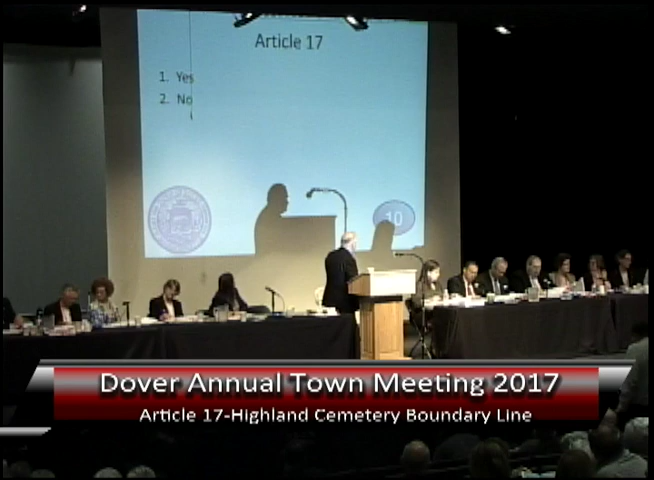 Article 17
1. Yes
2. No
10
Dover Annual Town Meeting 2017
Article 17-Highland Cemetery Boundary Line